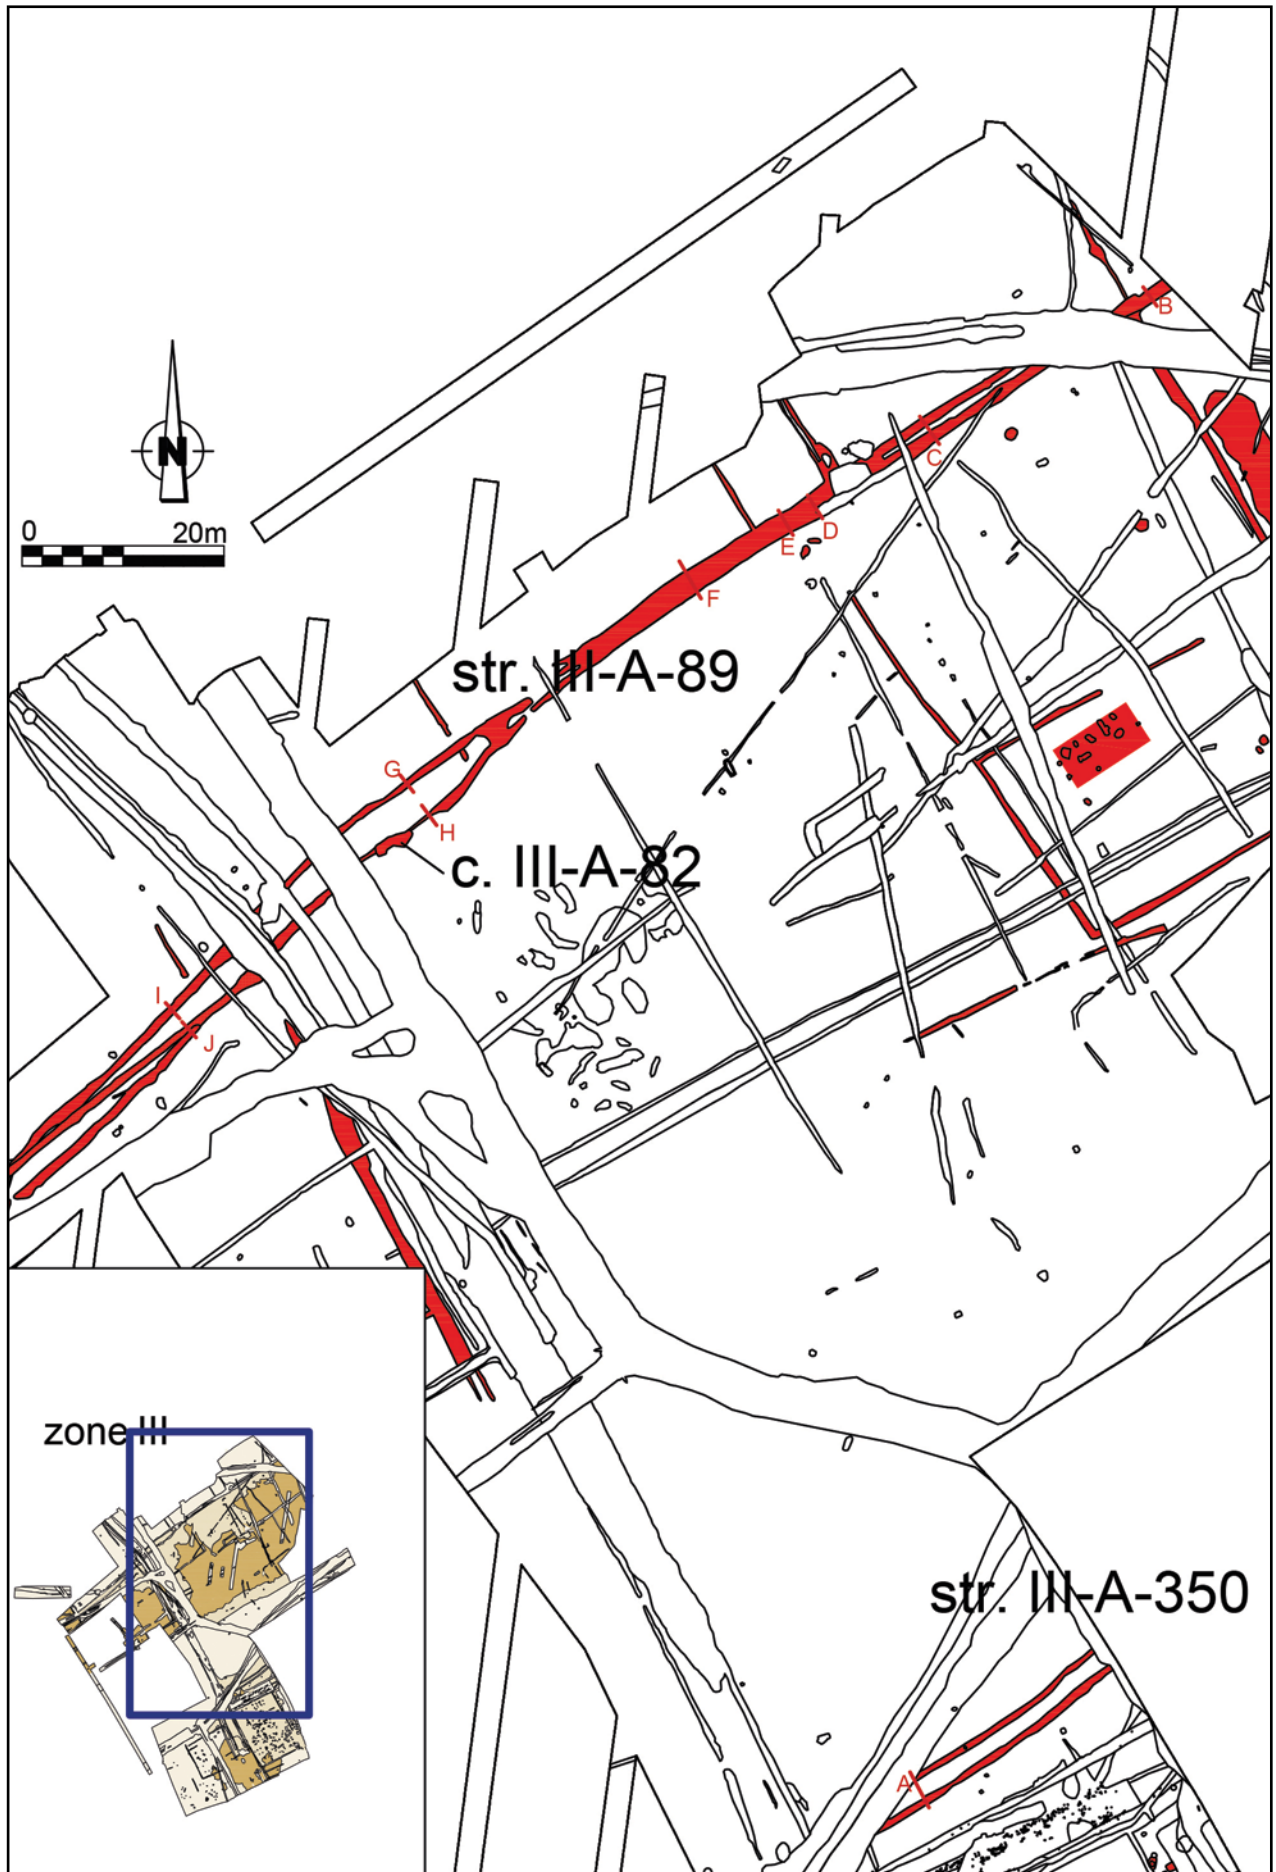 B
C
N
0 20m
D
E
F
str. III-A-89
G
H
c. III-A-82
I
J
zone III
str. III-A-350
A